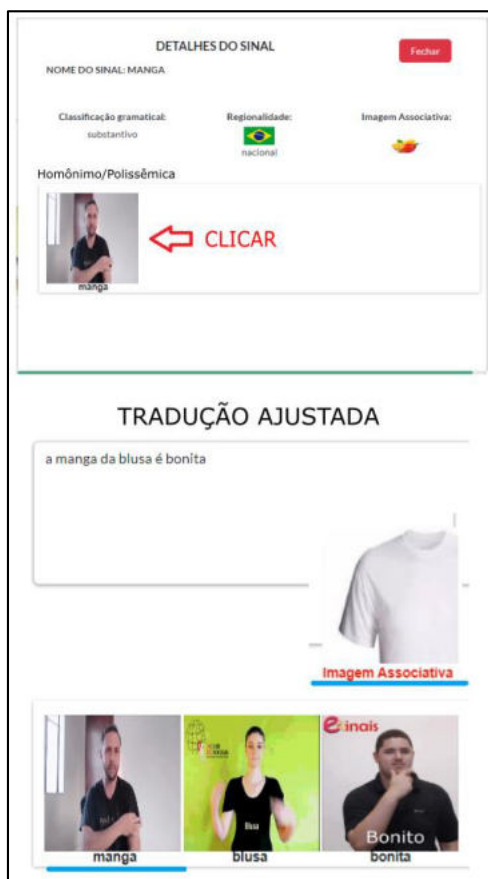 DETALHES DO SINAL
Fechar
NOME DO SINAL: MANGA
Classificação gramatical:
substantivo
Regionalidade:
nacional
Imagem Associativa:
Homônimo/Polissêmica
CLICAR
manga
TRADUÇÃO AJUSTADA
a manga da blusa é bonita
Imagem Associativa
Blusa
Bonito
manga
blusa
bonita